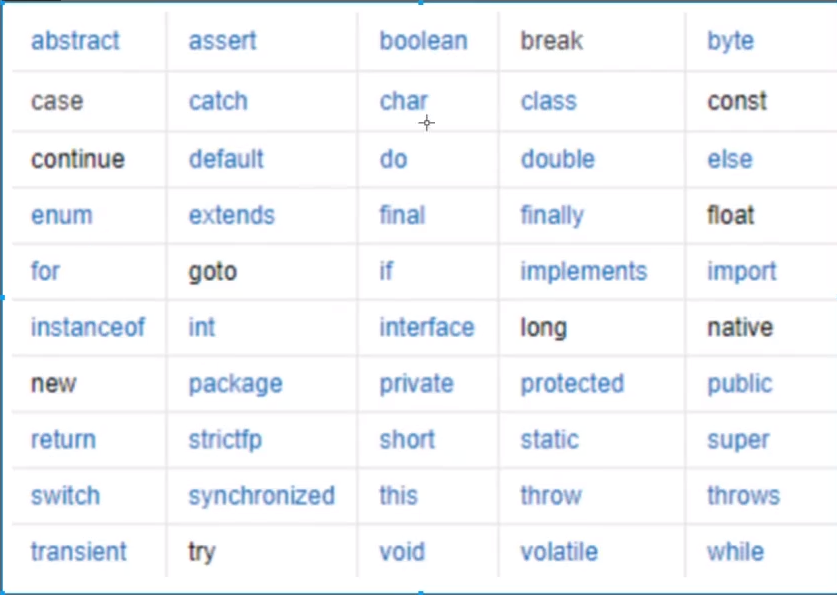 abstract assert boolean break byte
case catch char class const
continue default do double else
enum extends final finally float
for goto if implements import
instanceof int interface long native
new package private protected public
return strictfp short static super
switch synchronized this throw throws
transient try void volatile while